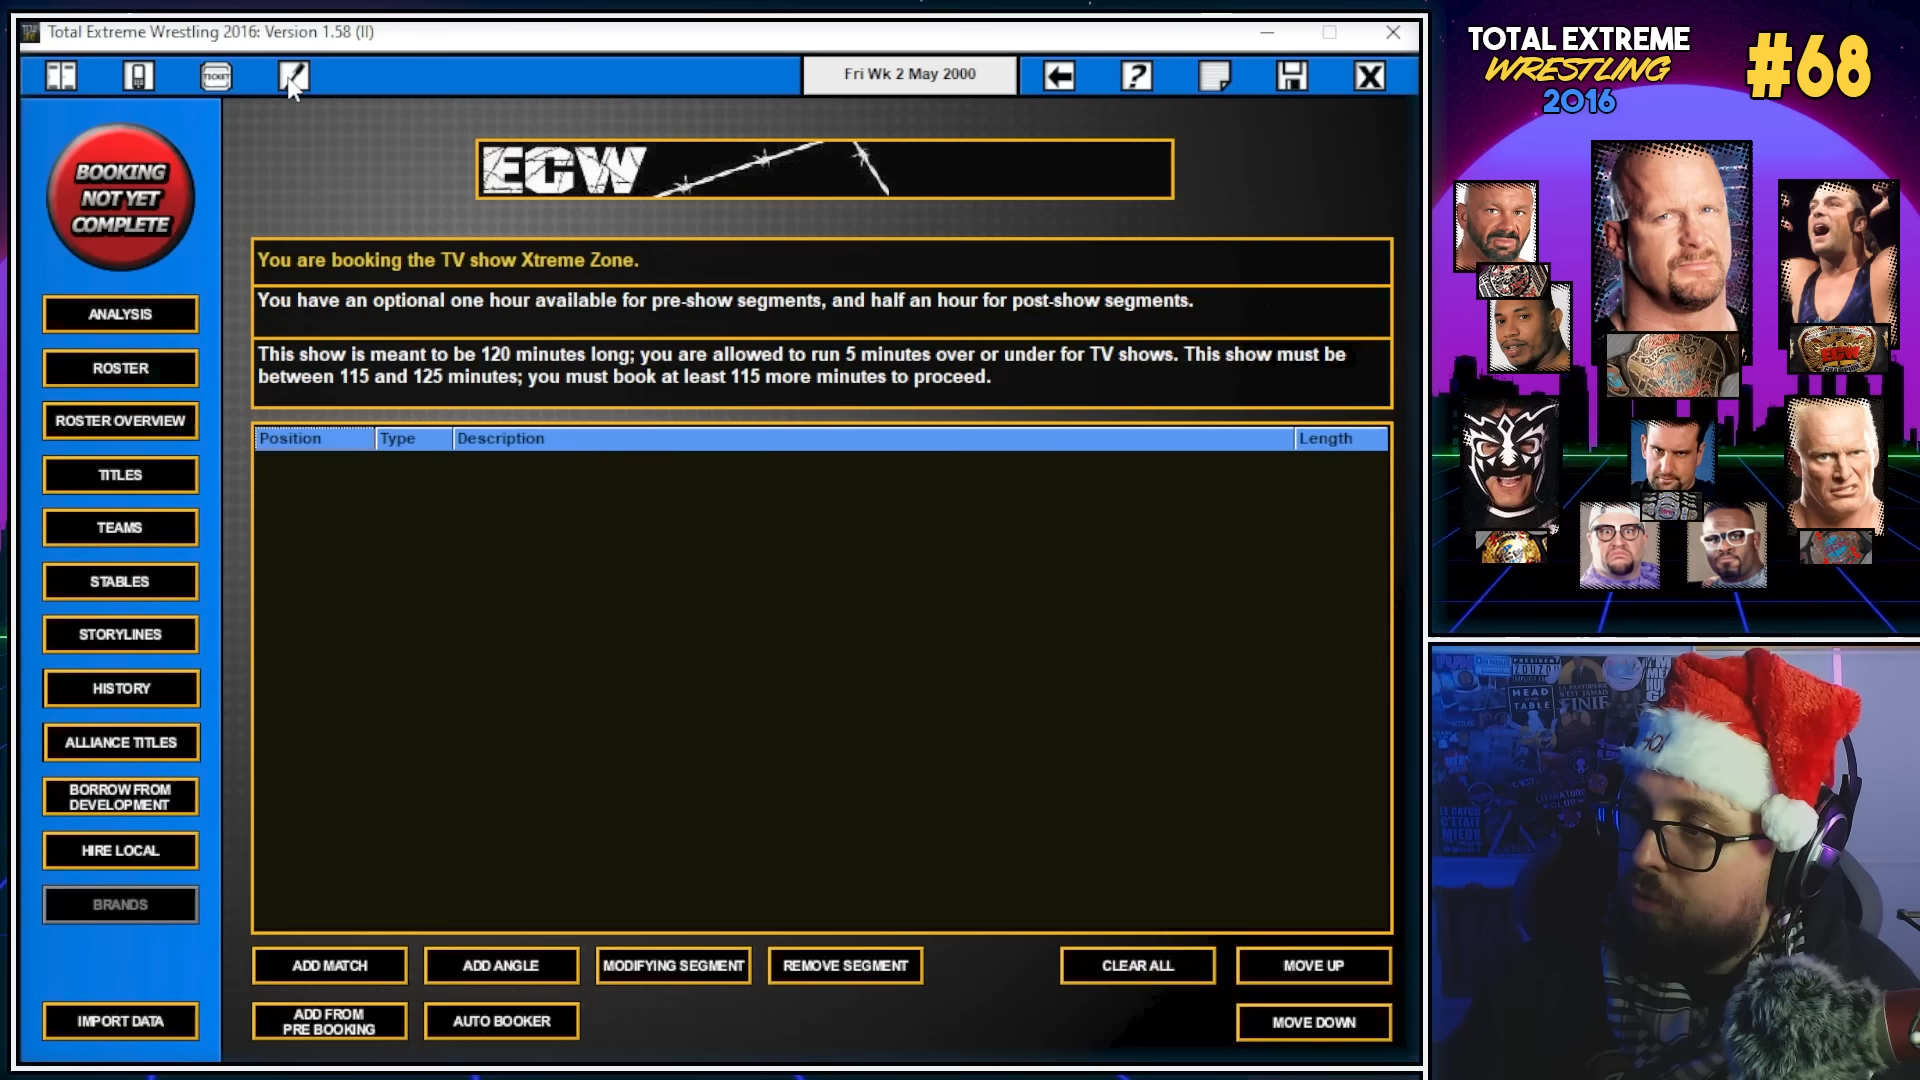 Total Extreme Wrestling 2016: Version 1.58 (II)
TICKET
Fri Wk 2 May 2000
BOOKING
NOT YET
COMPLETE
ANALYSIS
ROSTER
ROSTER OVERVIEW
TITLES
TEAMS
STABLES
STORYLINES
HISTORY
ALLIANCE TITLES
BORROW FROM
DEVELOPMENT
HIRE LOCAL
BRANDS
IMPORT DATA
ECW
You are booking the TV show Xtreme Zone.
You have an optional one hour available for pre-show segments, and half an hour for post-show segments.
This show is meant to be 120 minutes long; you are allowed to run 5 minutes over or under for TV shows. This show must be
between 115 and 125 minutes; you must book at least 115 more minutes to proceed.
Position Type Description Length
ADD MATCH
ADD ANGLE
MODIFYING SEGMENT
REMOVE SEGMENT
CLEAR ALL
MOVE UP
ADD FROM
PRE BOOKING
AUTO BOOKER
MOVE DOWN
TOTAL EXTREME
WRESTLING
2016
#68
HEAD
TABLE
FINIE